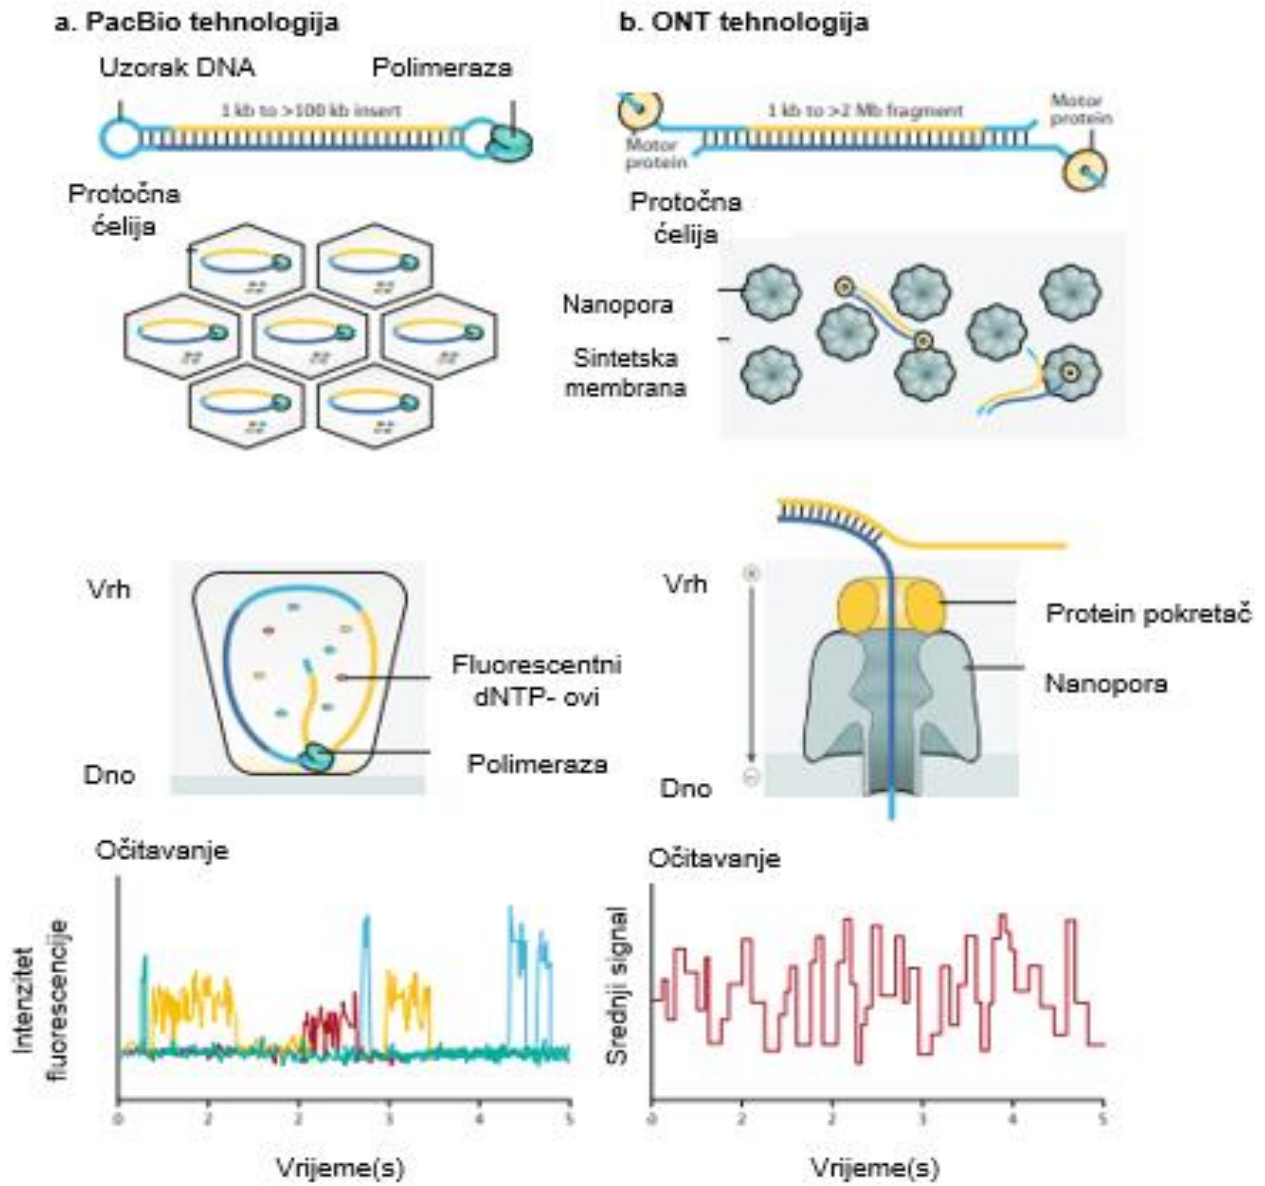 a. PacBio tehnologija
Uzorak DNA
Polimeraza
1 kb to >100 kb insert
Protočna
ćelija
Vrh
Dno
Fluorescentni
dNTP- ovi
Polimeraza
Očitavanje
Intenzitet
fluorescencije
0 2 2 3 4 5
Vrijeme(s)
b. ONT tehnologija
1 kb to >2 Mb fragment
Motor
protein
Motor
protein
Protočna
ćelija
Nanopora
Sintetska
membrana
Vrh
+
Dno
−
Protein pokretač
Nanopora
Očitavanje
Srednji signal
0 2 2 3 4 5
Vrijeme(s)